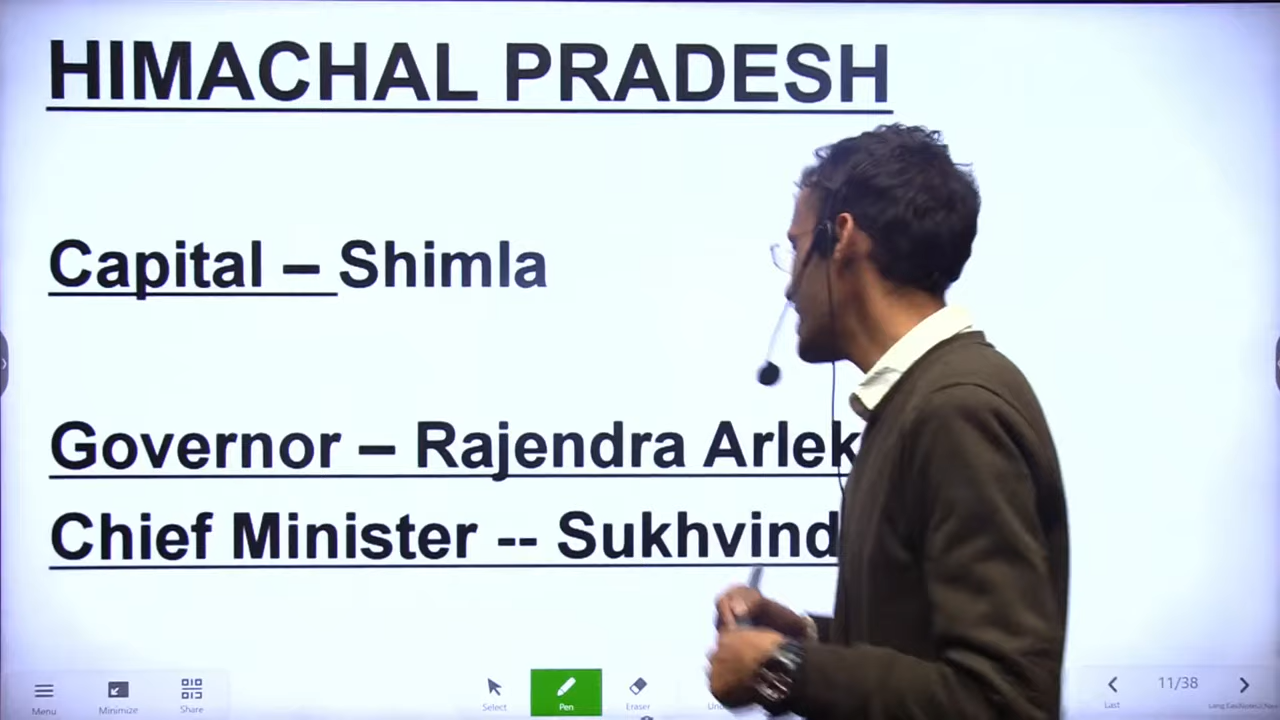 HIMACHAL PRADESH
Capital – Shimla
Governor – Rajendra Arlek
Chief Minister -- Sukhvind
Menu
Minimize
Share
Select
Pen
Eraser
Last
11/38